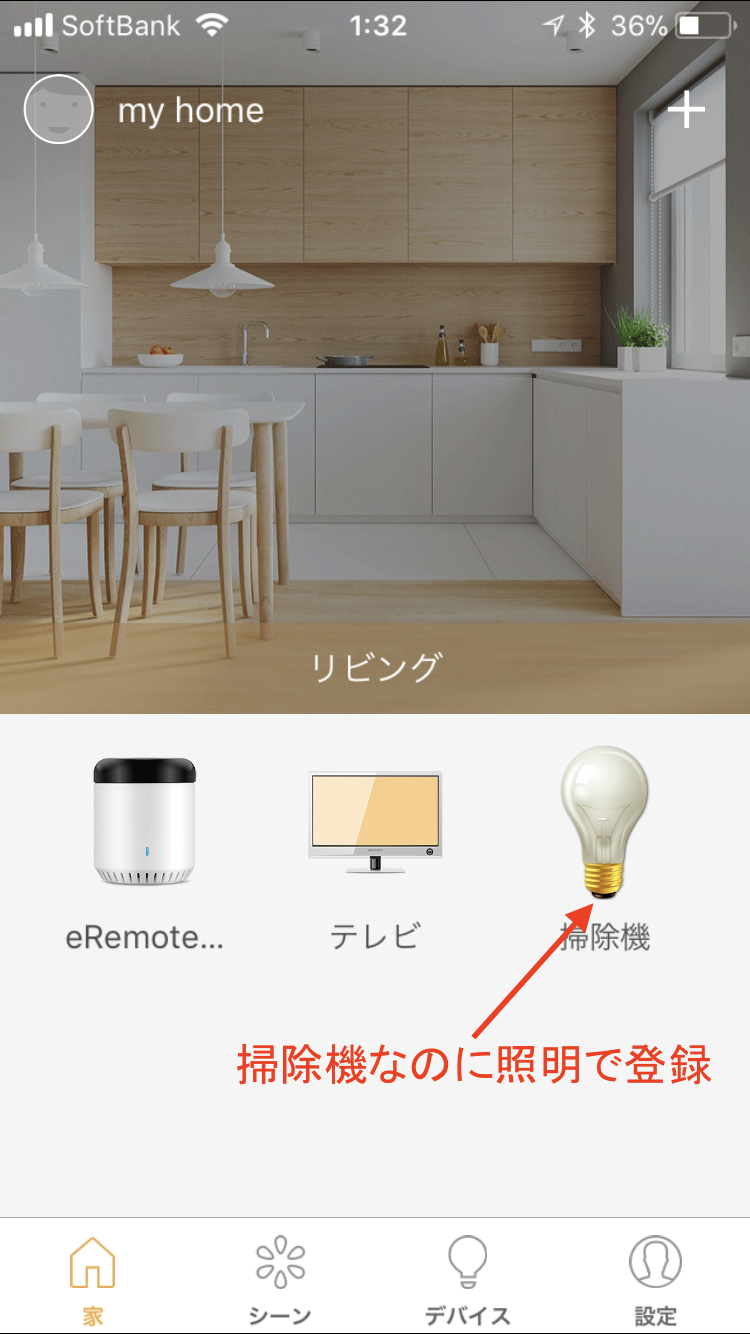 SoftBank 1:32 36%
my home
リビング
eRemote... テレビ 掃除機
掃除機なのに照明で登録
家 シーン デバイス 設定